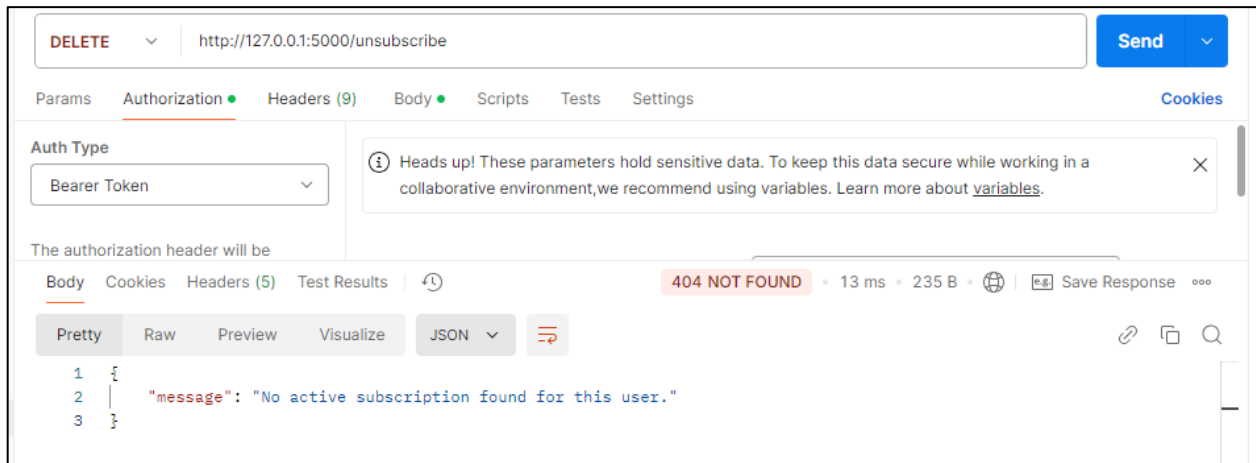 DELETE http://127.0.0.1:5000/unsubscribe Send
Params Authorization Headers (9) Body Scripts Tests Settings Cookies
Auth Type
Bearer Token
Heads up! These parameters hold sensitive data. To keep this data secure while working in a
collaborative environment,we recommend using variables. Learn more about variables.
The authorization header will be
Body Cookies Headers (5) Test Results 404 NOT FOUND 13 ms 235 B e.g. Save Response
Pretty Raw Preview Visualize JSON
1 {
2 "message": "No active subscription found for this user."
3 }